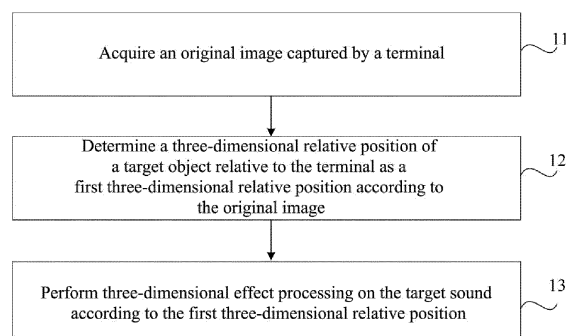 Acquire an original image captured by a terminal
11
Determine a three-dimensional relative position of
a target object relative to the terminal as a
first three-dimensional relative position according to
the original image
12
Perform three-dimensional effect processing on the target sound
according to the first three-dimensional relative position
13